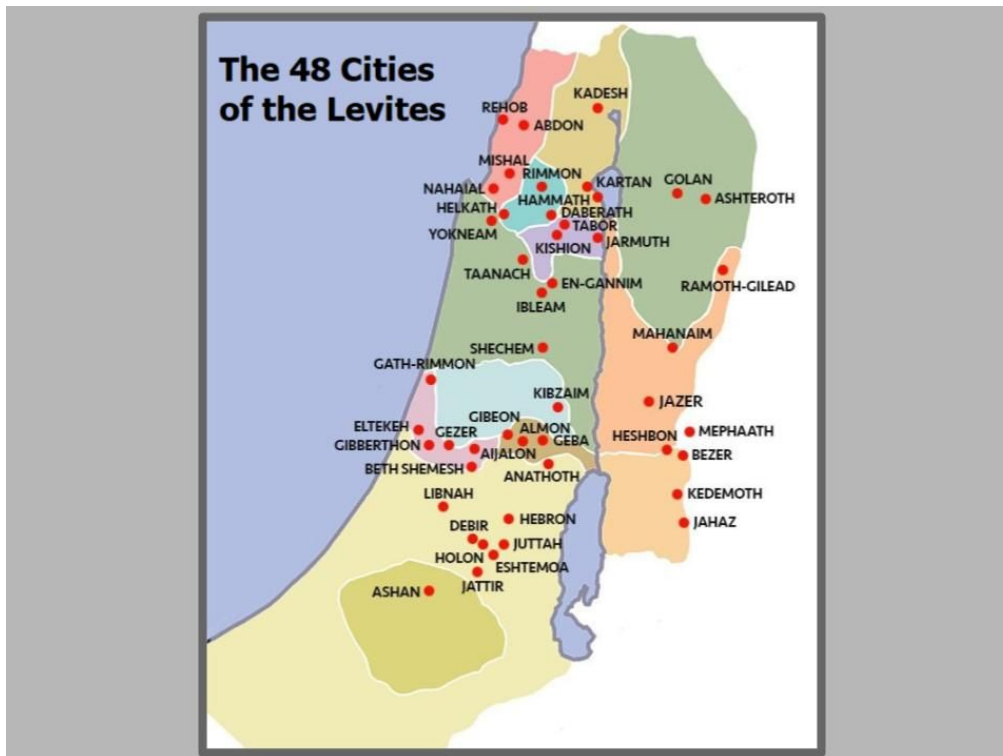 The 48 Cities
of the Levites
KADESH
REHOB
ABDON
MISHAL
RIMMON
KARTAN
GOLAN
NAHAIAL
HAMMATH
ASHTEROTH
HELKATH
DABERATH
YOKNEAM
TABOR
KISHION
JARMUTH
TAANACH
EN-GANNIM
RAMOTH-GILEAD
IBLEAM
MAHANAIM
SHECHEM
GATH-RIMMON
KIBZAIM
JAZER
GIBEON
ELTEKEH
GEZER
ALMON
MEPHAATH
GIBBERTHON
GEBA
HESHBON
AIJALON
BEZER
BETH SHEMESH
ANATHOTH
LIBNAH
KEDEMOTH
HEBRON
DEBIR
JAHAZ
JUTTAH
HOLON
ESHTEMOA
JATTIR
ASHAN